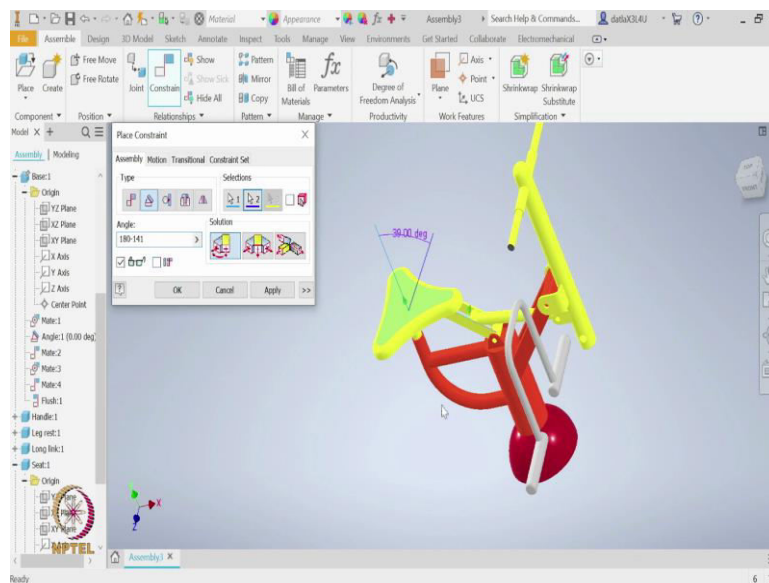 Material
Appearance
fx
Assembly3
Search Help & Commands...
dataX3L4U
File Assemble Design 3D Model Sketch Annotate Inspect Tools Manage View Environments Get Started Collaborate Electromechanical
Place Create
Free Move
Free Rotate
Joint Constrain
Show
Show Sick
Hide All
Pattern
Mirror
Copy
Bill of Materials
fx
Parameters
Degree of Freedom Analysis
Plane
Axis
Point
UCS
Shrinkwrap Shrinkwrap Substitute
Component Position Relationships Pattern Manage Productivity Work Features Simplification
Model X +
Assembly | Modeling
Base:1
Origin
YZ Plane
XZ Plane
XY Plane
X Axis
Y Axis
Z Axis
Center Point
Mate:1
Angle:1 (0.00 deg)
Mate:2
Mate:3
Mate:4
Flush:1
Handle:1
Leg rest:1
Long link:1
Seat:1
Origin
NPTEL
Place Constraint X
Assembly Motion Transitional Constraint Set
Type
Selections
1 2
Angle:
180-141
Solution
OK Cancel Apply >>
39.00 deg
X
Z
Assembly3 X
Ready
6